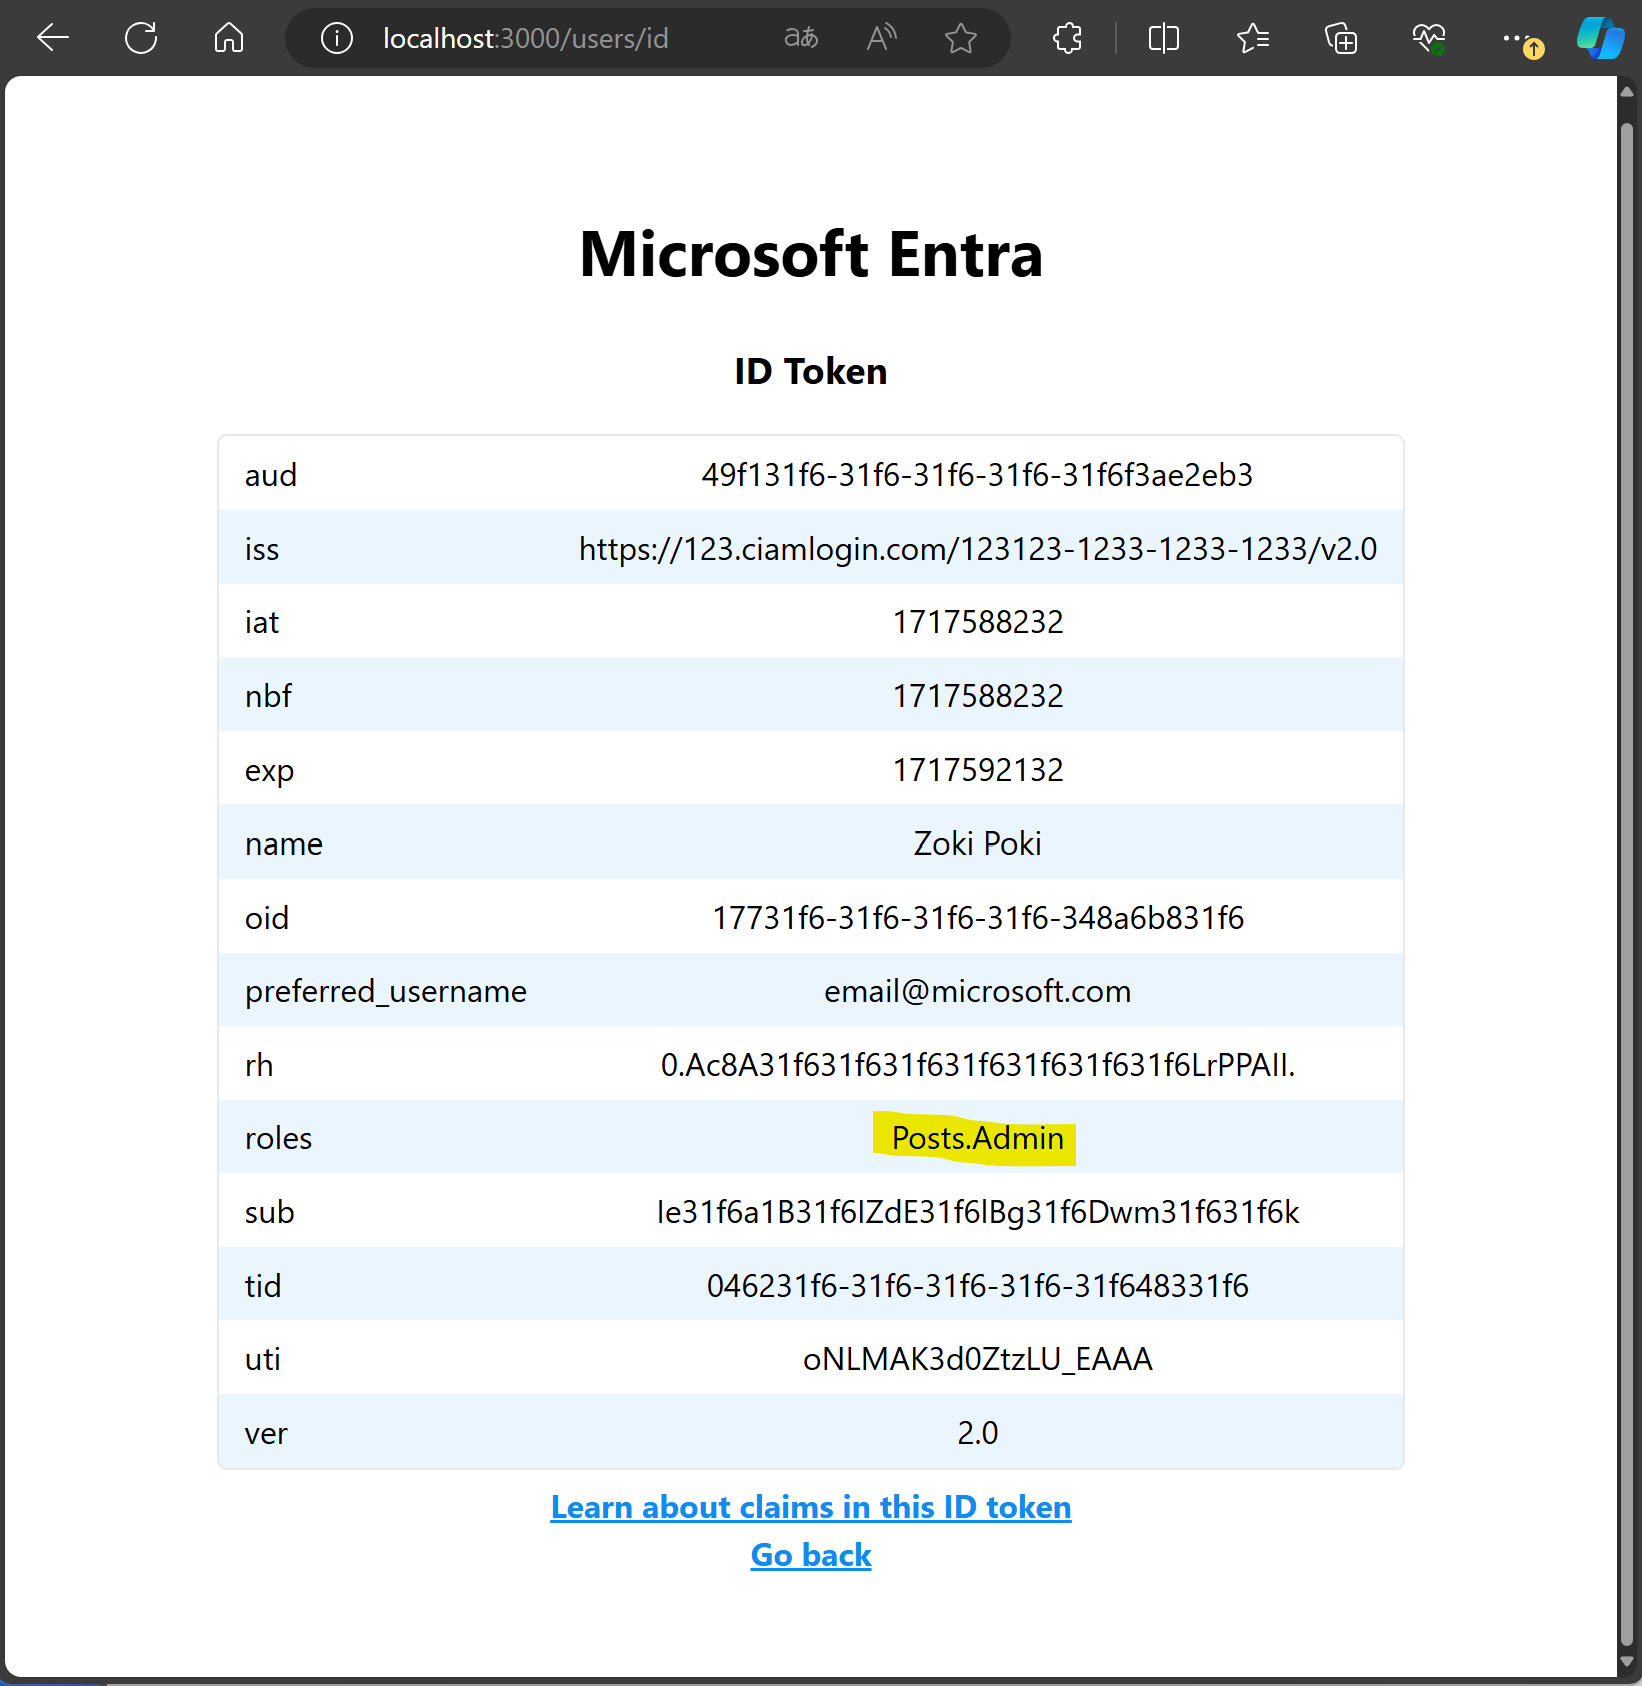 localhost:3000/users/id
aあ
A
Microsoft Entra
ID Token
aud 49f131f6-31f6-31f6-31f6-31f6f3ae2eb3
iss https://123.ciamlogin.com/123123-1233-1233-1233/v2.0
iat 1717588232
nbf 1717588232
exp 1717592132
name Zoki Poki
oid 17731f6-31f6-31f6-31f6-348a6b831f6
preferred_username email@microsoft.com
rh 0.Ac8A31f631f631f631f631f631f631f6LrPPAII.
roles Posts.Admin
sub Ie31f6a1B31f6IZdE31f6lBg31f6Dwm31f631f6k
tid 046231f6-31f6-31f6-31f6-31f648331f6
uti oNLMAK3d0ZtzLU_EAAA
ver 2.0
Learn about claims in this ID token
Go back